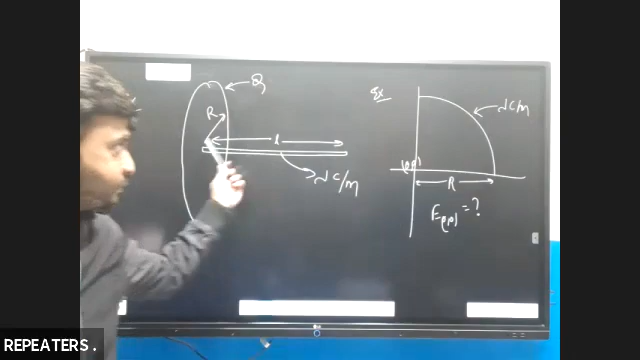 Q
R
l
λ C/m
Ex
λ C/m
(0,0)
R
E(0,0) = ?
REPEATERS.